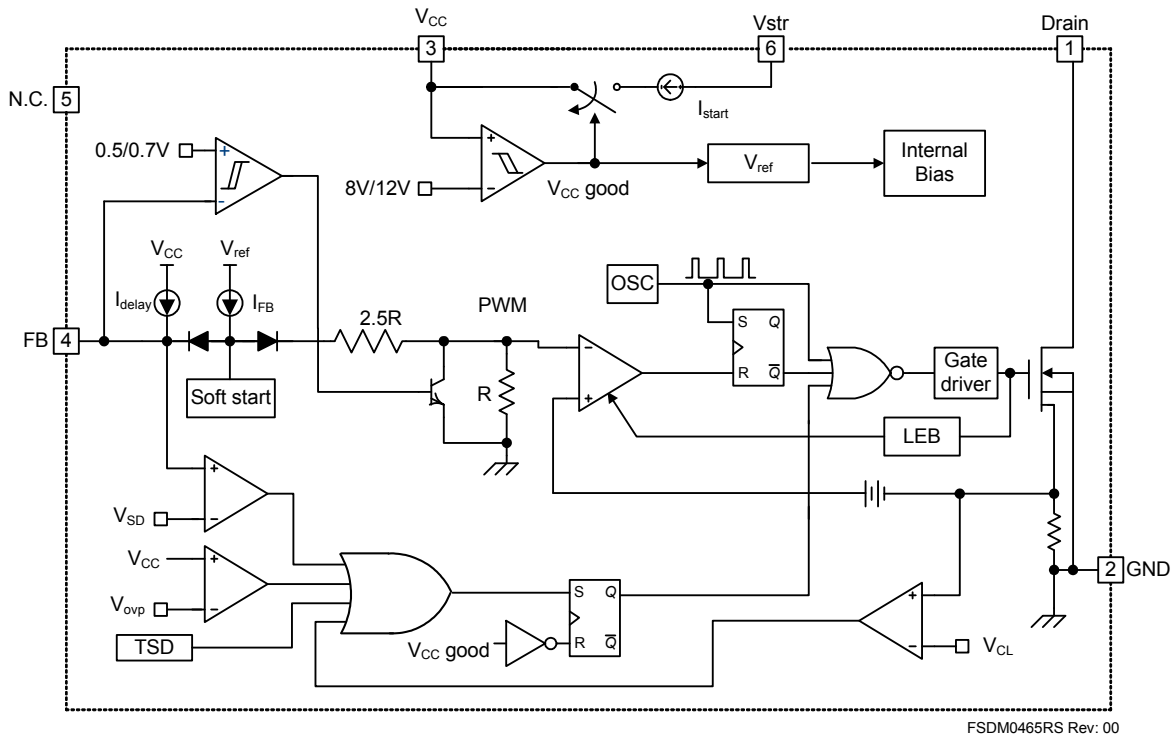 VCC
Vstr
Drain
3
6
1
N.C.
5
Istart
0.5/0.7V
+
-
+
-
8V/12V
VCC good
Vref
Internal
Bias
VCC
Vref
Idelay
IFB
OSC
PWM
2.5R
FB
4
S
Q
R
Q
-
+
Soft start
R
Gate
driver
LEB
+
-
VSD
VCC
+
-
Vovp
TSD
S
Q
R
Q
VCC good
2
GND
+
-
VCL
FSDM0465RS Rev: 00